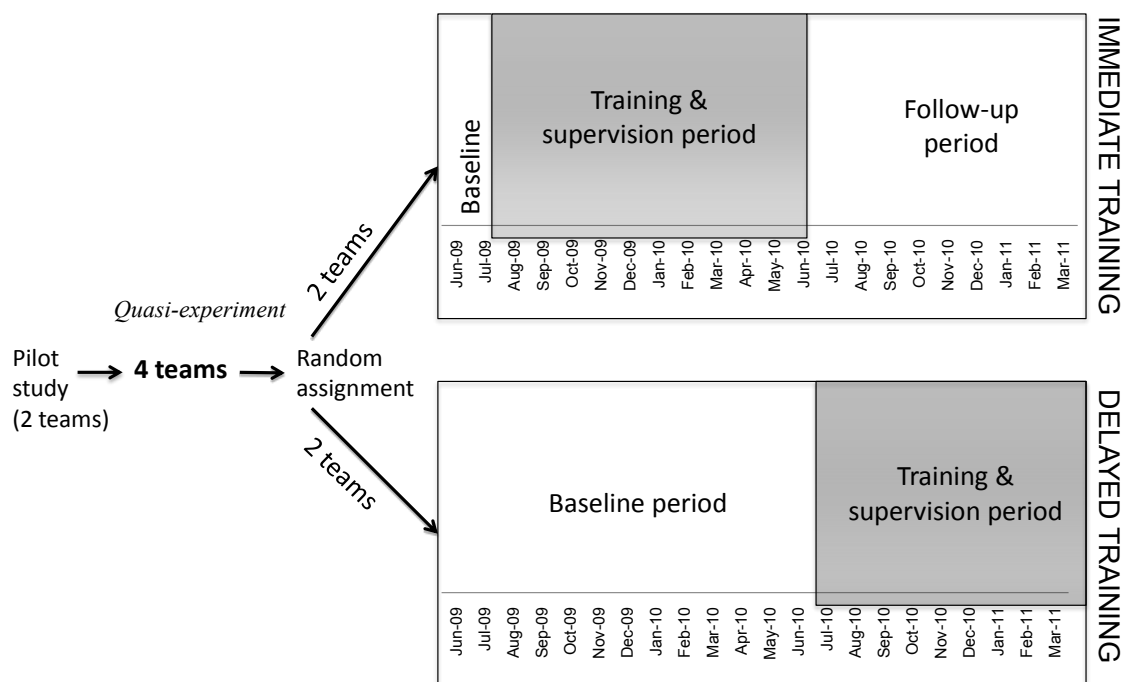 Pilot
study
(2 teams)
Quasi-experiment
4 teams
Random
assignment
2 teams
2 teams
Baseline
Training &
supervision period
Follow-up
period
Jun-09
Jul-09
Aug-09
Sep-09
Oct-09
Nov-09
Dec-09
Jan-10
Feb-10
Mar-10
Apr-10
May-10
Jun-10
Jul-10
Aug-10
Sep-10
Oct-10
Nov-10
Dec-10
Jan-11
Feb-11
Mar-11
IMMEDIATE TRAINING
Baseline period
Training &
supervision period
Jun-09
Jul-09
Aug-09
Sep-09
Oct-09
Nov-09
Dec-09
Jan-10
Feb-10
Mar-10
Apr-10
May-10
Jun-10
Jul-10
Aug-10
Sep-10
Oct-10
Nov-10
Dec-10
Jan-11
Feb-11
Mar-11
DELAYED TRAINING